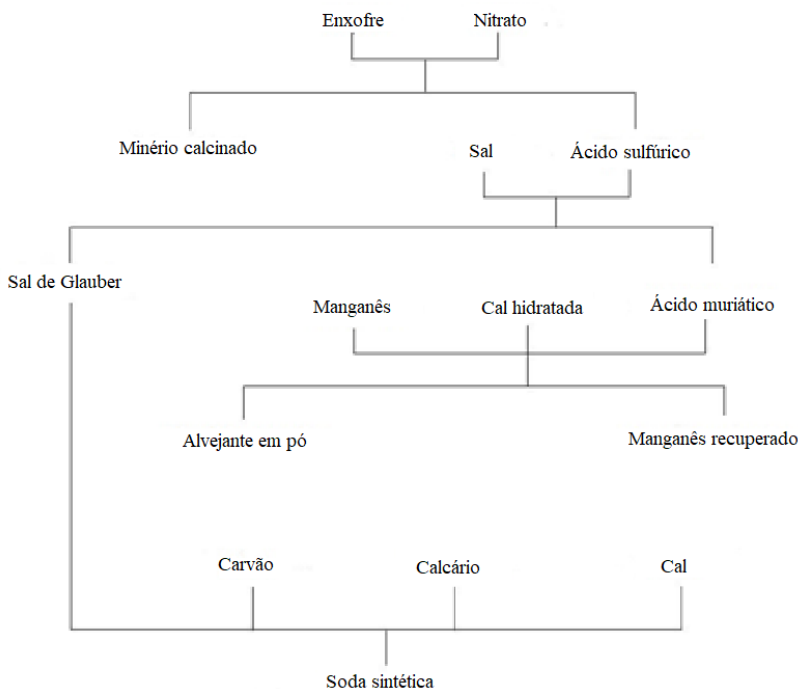 Enxofre
Nitrato
Minério calcinado
Sal
Ácido sulfúrico
Sal de Glauber
Manganês
Cal hidratada
Ácido muriático
Alvejante em pó
Manganês recuperado
Carvão
Calcário
Cal
Soda sintética